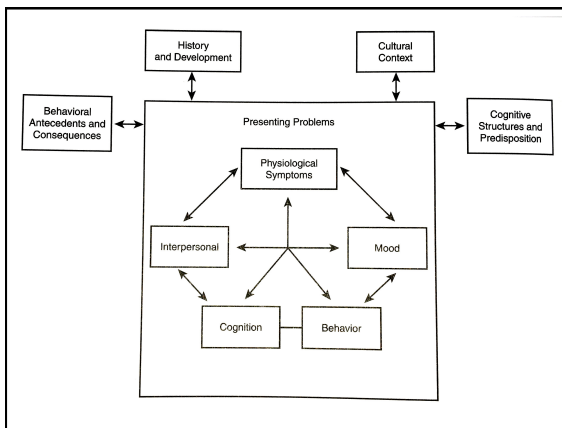 History
and Development
Cultural
Context
Behavioral
Antecedents and
Consequences
Cognitive
Structures and
Predisposition
Presenting Problems
Physiological
Symptoms
Interpersonal
Mood
Cognition
Behavior